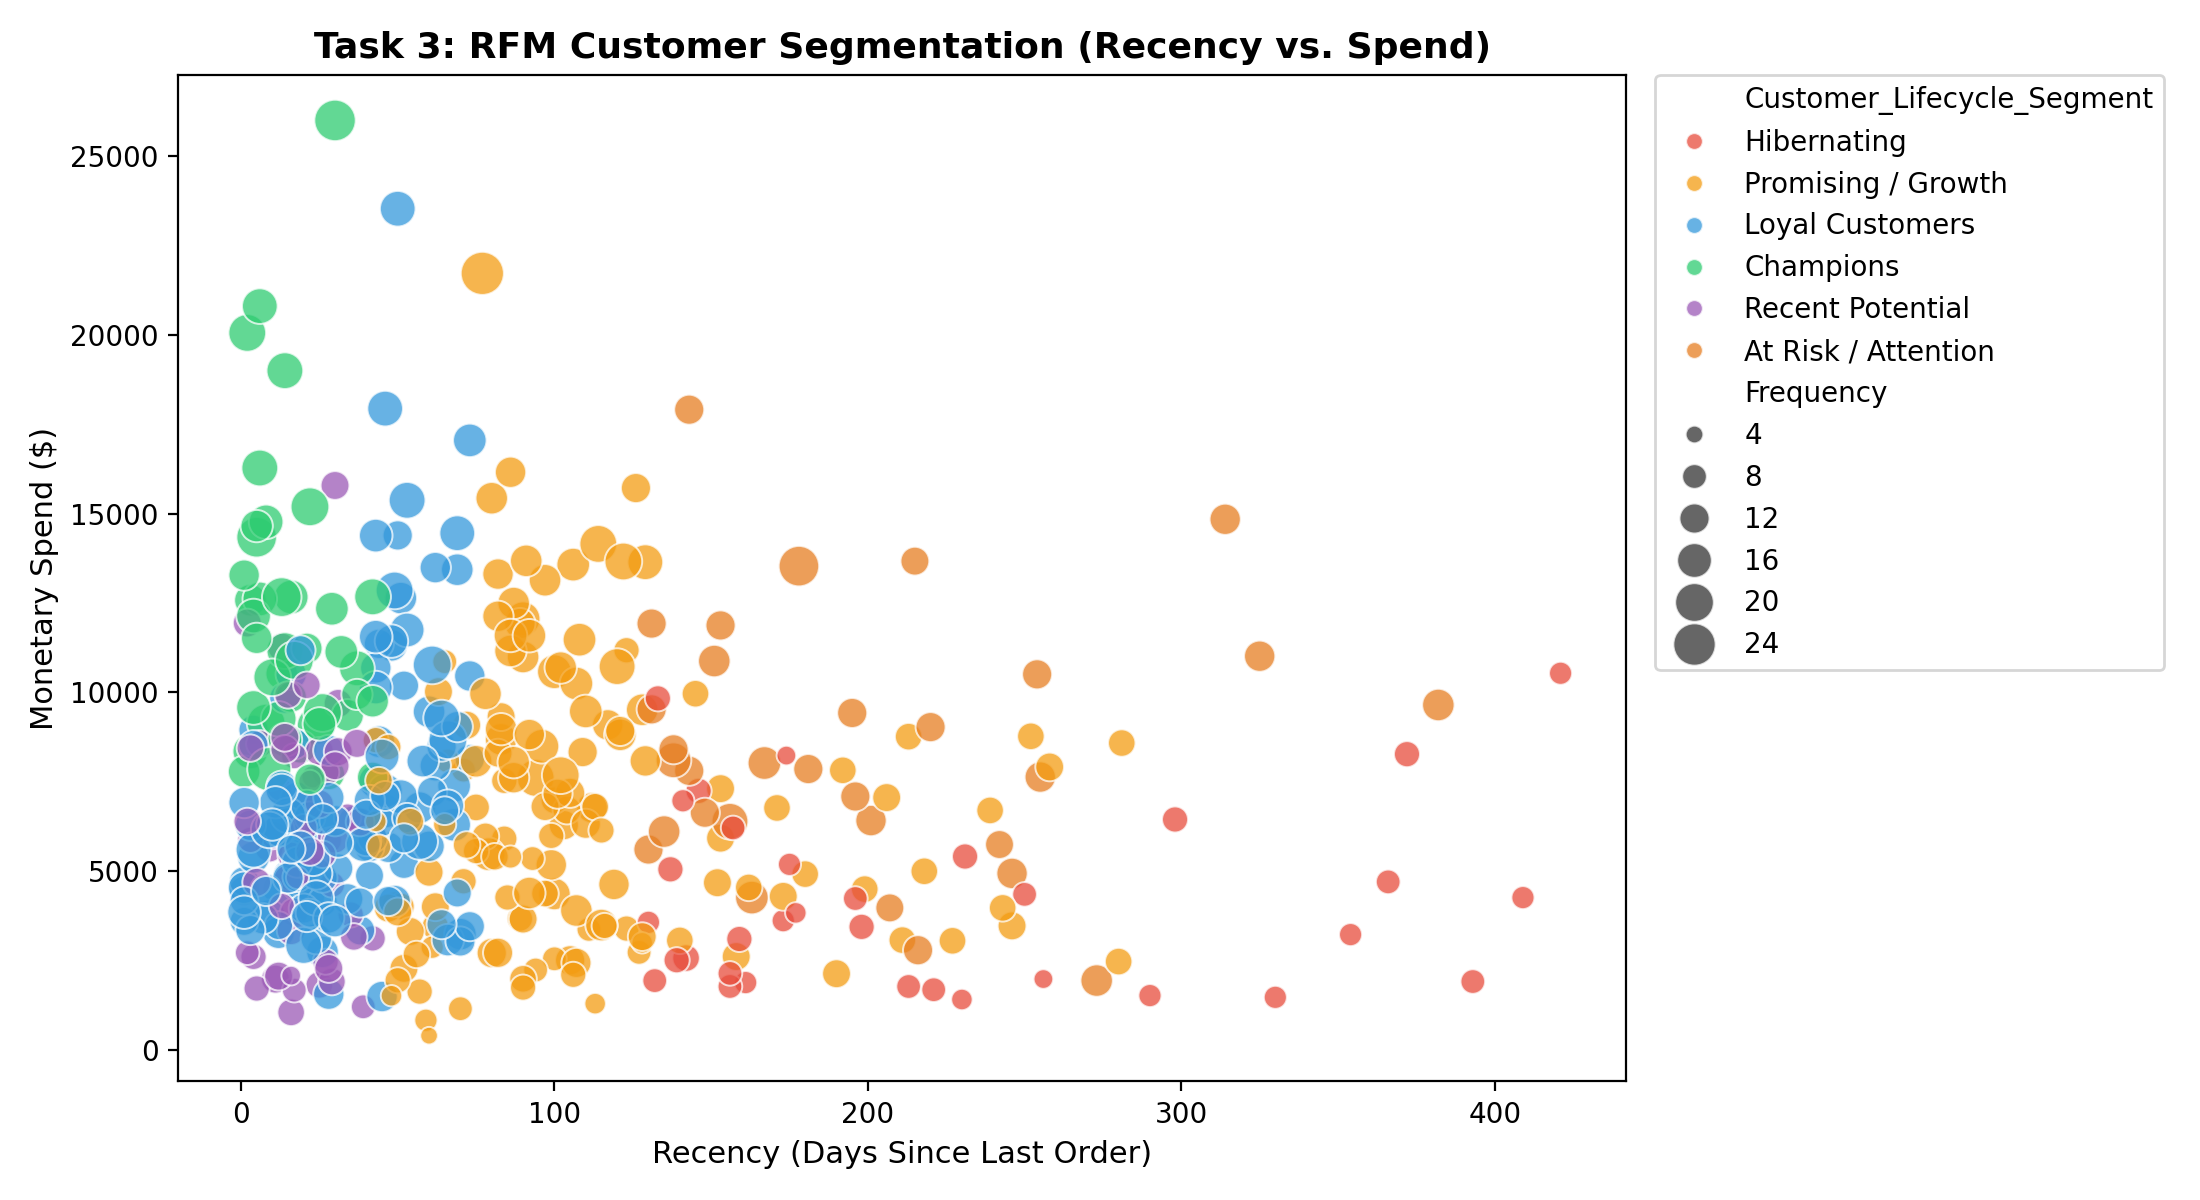 Task 3: RFM Customer Segmentation (Recency vs. Spend)
Monetary Spend ($)
25000
20000
15000
10000
5000
0
0
100
200
300
400
Recency (Days Since Last Order)
Customer_Lifecycle_Segment
Hibernating
Promising / Growth
Loyal Customers
Champions
Recent Potential
At Risk / Attention
Frequency
4
8
12
16
20
24